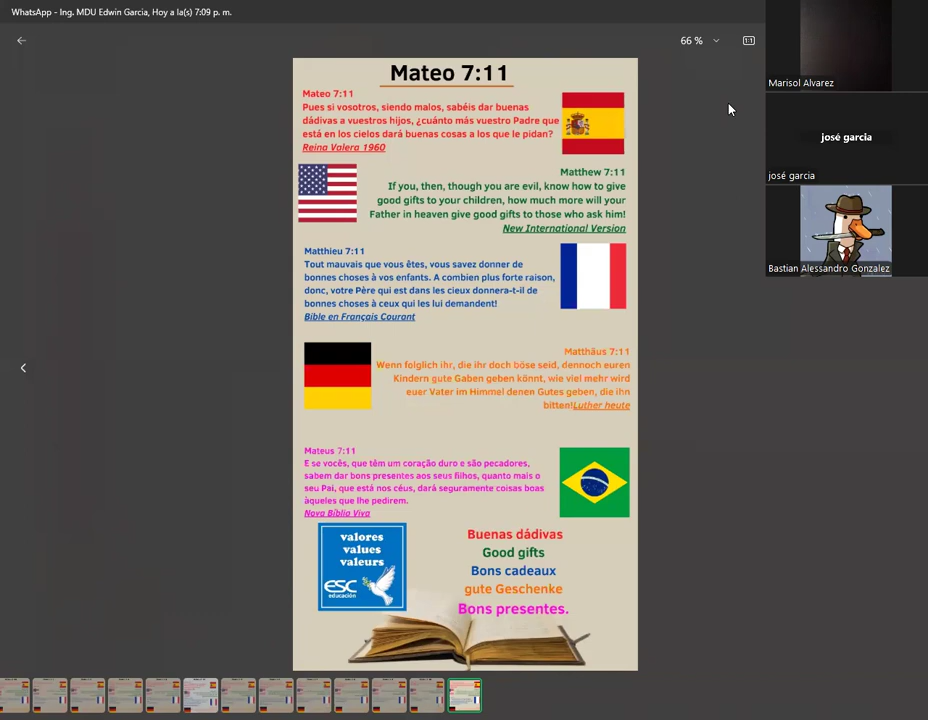 WhatsApp - Ing. MDU Edwin Garcia, Hoy a la(s) 7:09 p. m.
66 %
1:1
Mateo 7:11
Mateo 7:11
Pues si vosotros, siendo malos, sabéis dar buenas
dádivas a vuestros hijos, ¿cuánto más vuestro Padre que
está en los cielos dará buenas cosas a los que le pidan?
Reina Valera 1960
Matthew 7:11
If you, then, though you are evil, know how to give
good gifts to your children, how much more will your
Father in heaven give good gifts to those who ask him!
New International Version
Matthieu 7:11
Tout mauvais que vous êtes, vous savez donner de
bonnes choses à vos enfants. A combien plus forte raison,
donc, votre Père qui est dans les cieux donnera-t-il de
bonnes choses à ceux qui les lui demandent!
Bible en Français Courant
Matthäus 7:11
Wenn folglich ihr, die ihr doch böse seid, dennoch euren
Kindern gute Gaben geben könnt, wie viel mehr wird
euer Vater im Himmel denen Gutes geben, die ihn
bitten!Luther heute
Mateus 7:11
E se vocês, que têm um coração duro e são pecadores,
sabem dar bons presentes aos seus filhos, quanto mais o
seu Pai, que está nos céus, dará seguramente coisas boas
àqueles que lhe pedirem.
Nova Bíblia Viva
valores
values
valeurs
esc
educación
Buenas dádivas
Good gifts
Bons cadeaux
gute Geschenke
Bons presentes.
Marisol Alvarez
josé garcia
josé garcia
Bastian Alessandro Gonzalez